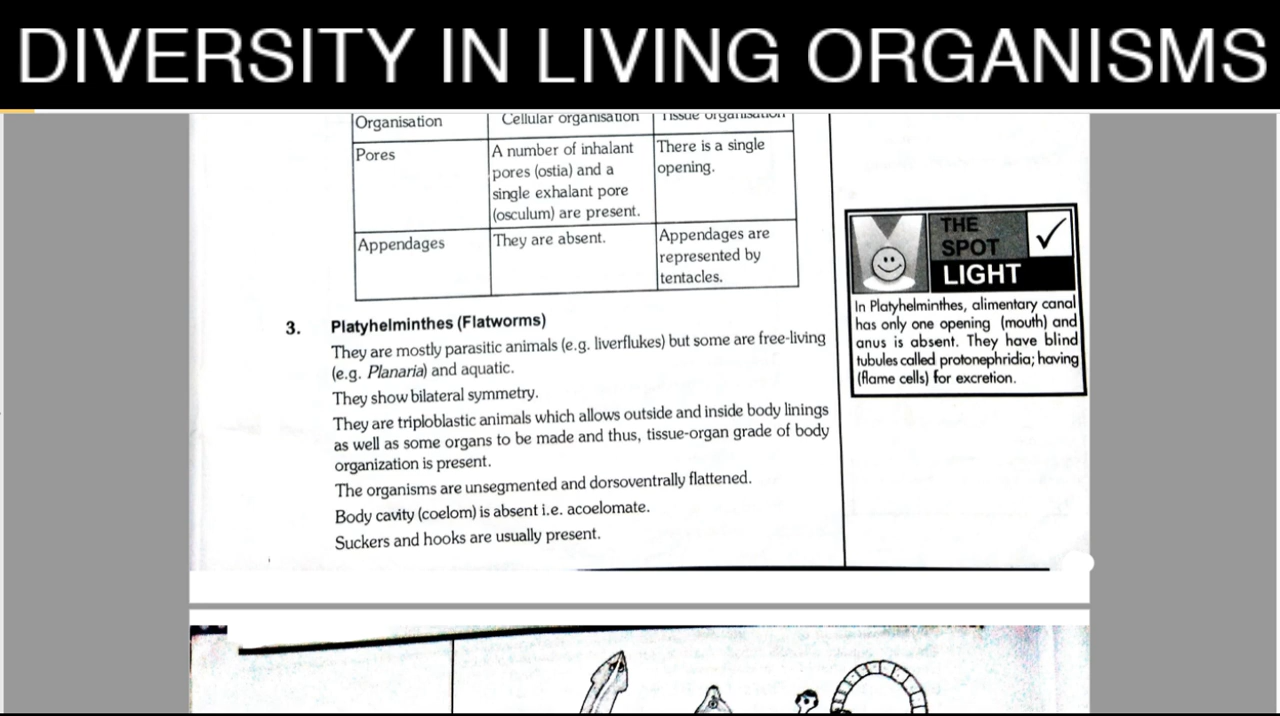 DIVERSITY IN LIVING ORGANISMS
Organisation
Cellular organisation
Tissue organisation
Pores
A number of inhalant
pores (ostia) and a
single exhalant pore
(osculum) are present.
There is a single
opening.
Appendages
They are absent.
Appendages are
represented by
tentacles.
3. Platyhelminthes (Flatworms)
They are mostly parasitic animals (e.g. liverflukes) but some are free-living
(e.g. Planaria) and aquatic.
They show bilateral symmetry.
They are triploblastic animals which allows outside and inside body linings
as well as some organs to be made and thus, tissue-organ grade of body
organization is present.
The organisms are unsegmented and dorsoventrally flattened.
Body cavity (coelom) is absent i.e. acoelomate.
Suckers and hooks are usually present.
THE
SPOT
LIGHT
In Platyhelminthes, alimentary canal
has only one opening (mouth) and
anus is absent. They have blind
tubules called protonephridia; having
(flame cells) for excretion.